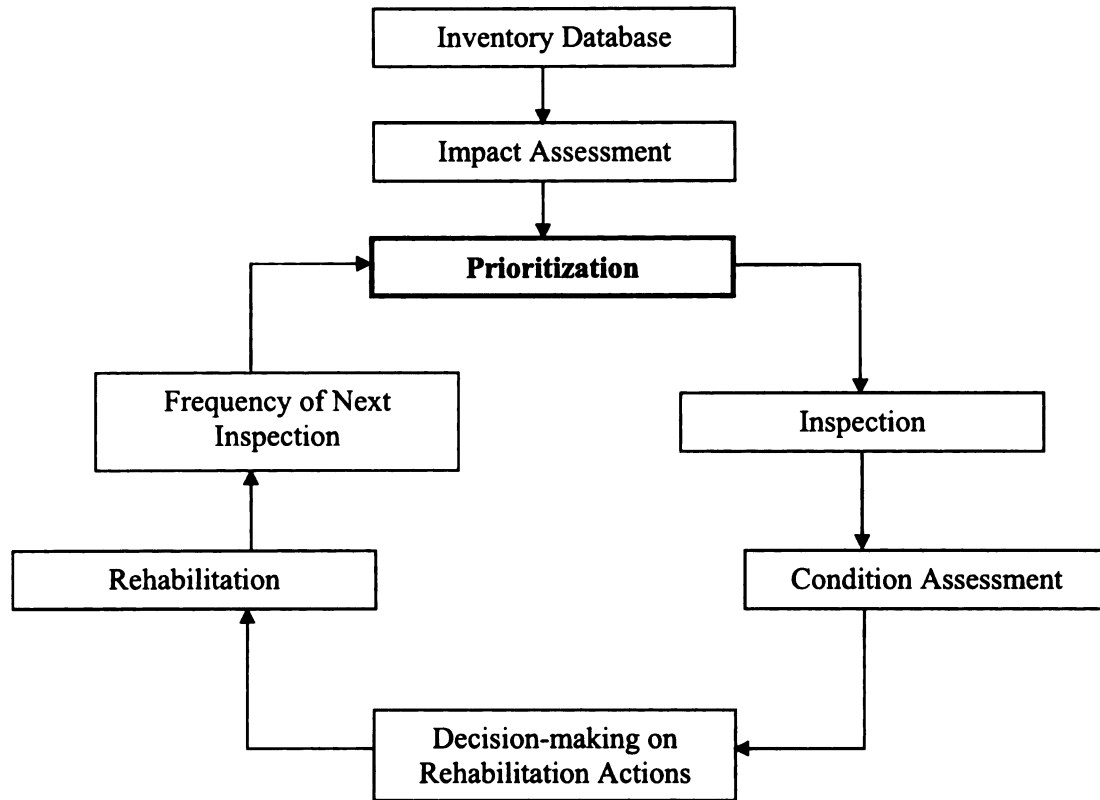 Inventory Database
Impact Assessment
Prioritization
Frequency of Next
Inspection
Inspection
Rehabilitation
Condition Assessment
Decision-making on
Rehabilitation Actions